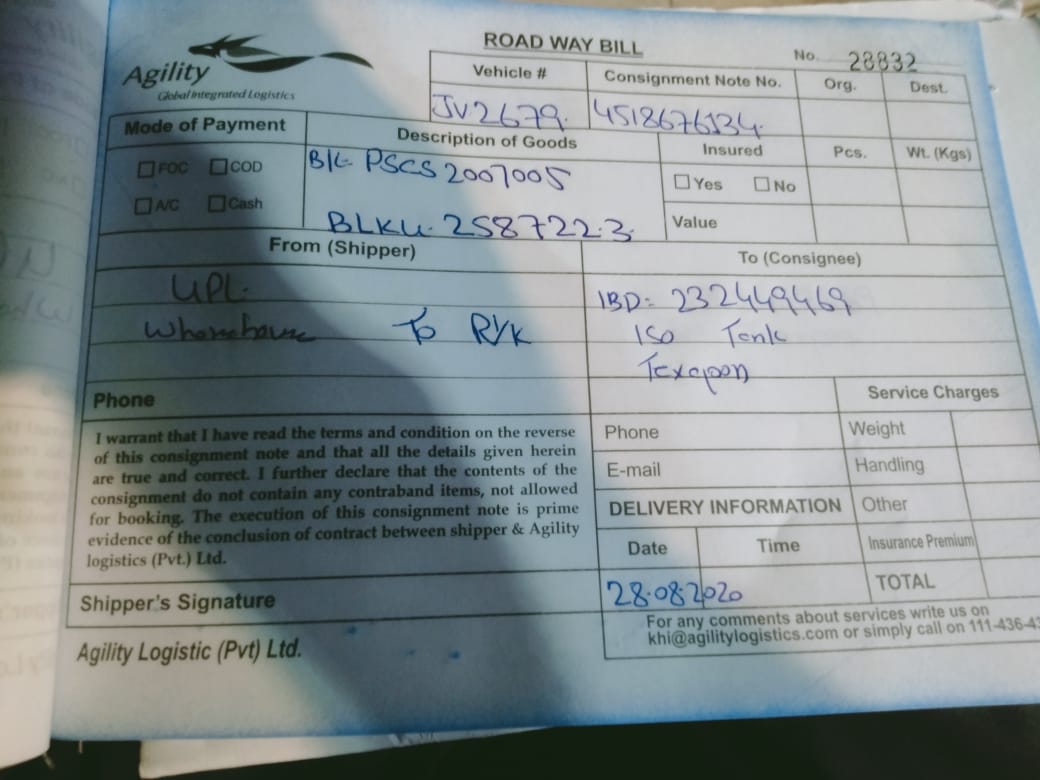 Agility
Global Integrated Logistics
ROAD WAY BILL
No. 28832
Vehicle #
Consignment Note No.
Org.
Dest.
JV2679.
4518676134.
Mode of Payment
Description of Goods
Insured
Pcs.
Wt. (Kgs)
FOC COD
B/L PSCS2007005
Yes No
A/C Cash
BLKU.258722.3.
Value
From (Shipper)
To (Consignee)
UPL.
IBD: 232449469
To RYK
ISO Tank
Texapon
Phone
Service Charges
I warrant that I have read the terms and condition on the reverse
of this consignment note and that all the details given herein
are true and correct. I further declare that the contents of the
consignment do not contain any contraband items, not allowed
for booking. The execution of this consignment note is prime
evidence of the conclusion of contract between shipper & Agility
logistics (Pvt.) Ltd.
Phone
Weight
E-mail
Handling
DELIVERY INFORMATION
Other
Date
Time
Insurance Premium
28.08.2020
TOTAL
Shipper's Signature
For any comments about services write us on
khi@agilitylogistics.com or simply call on 111-436-4
Agility Logistic (Pvt) Ltd.